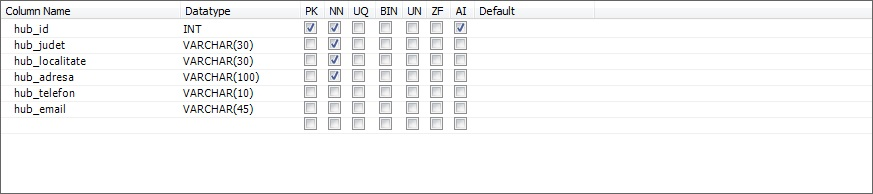 Column Name Datatype PK NN UQ BIN UN ZF AI Default
hub_id INT
hub_judet VARCHAR(30)
hub_localitate VARCHAR(30)
hub_adresa VARCHAR(100)
hub_telefon VARCHAR(10)
hub_email VARCHAR(45)